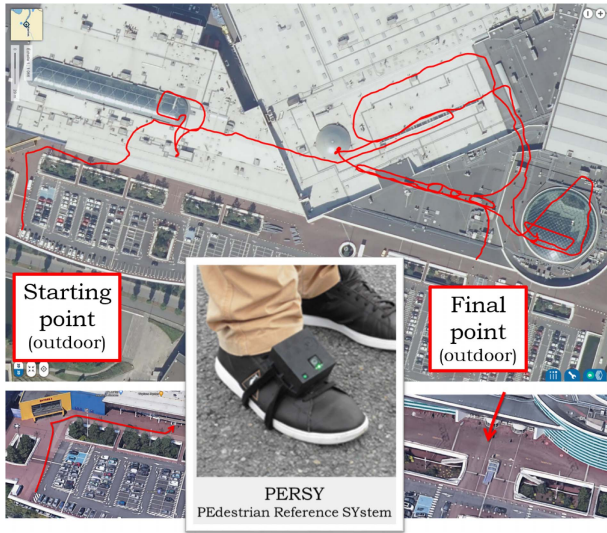 Starting
point
(outdoor)
Final
point
(outdoor)
PERSY
PEdestrian Reference SYstem